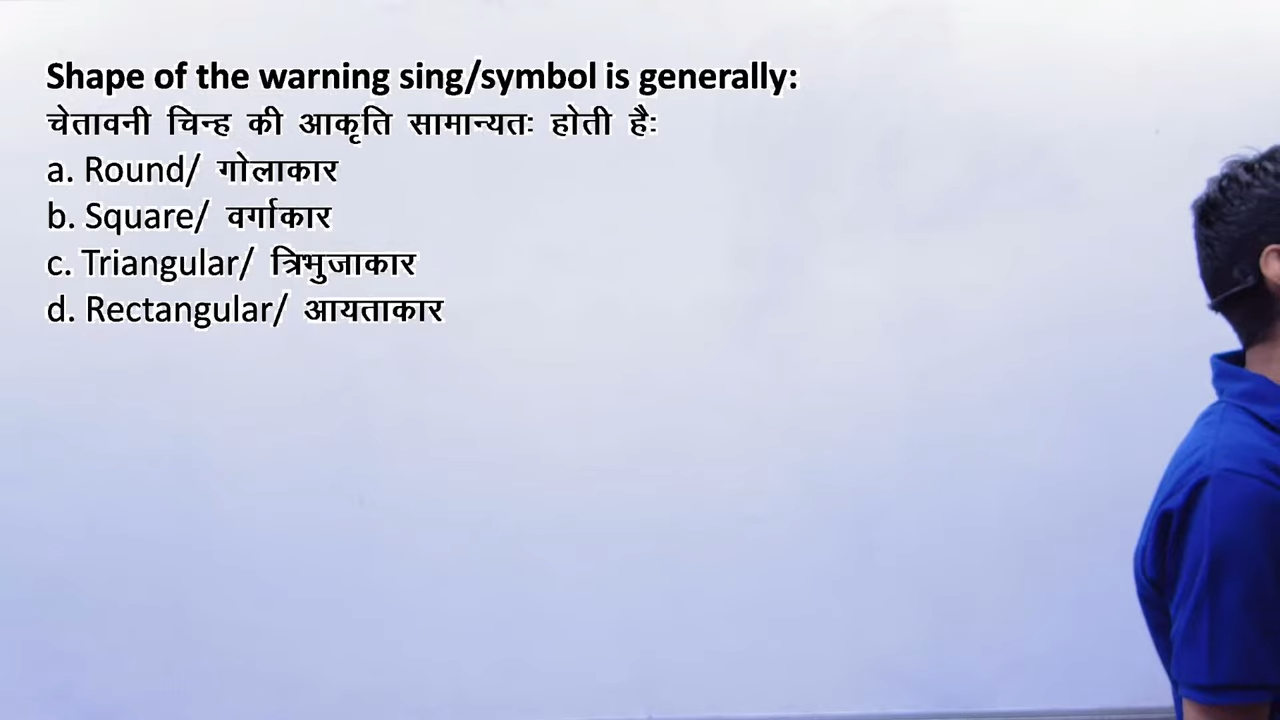 Shape of the warning sing/symbol is generally:
चेतावनी चिन्ह की आकृति सामान्यतः होती हैः
a. Round/ गोलाकार
b. Square/ वर्गाकार
c. Triangular/ त्रिभुजाकार
d. Rectangular/ आयताकार